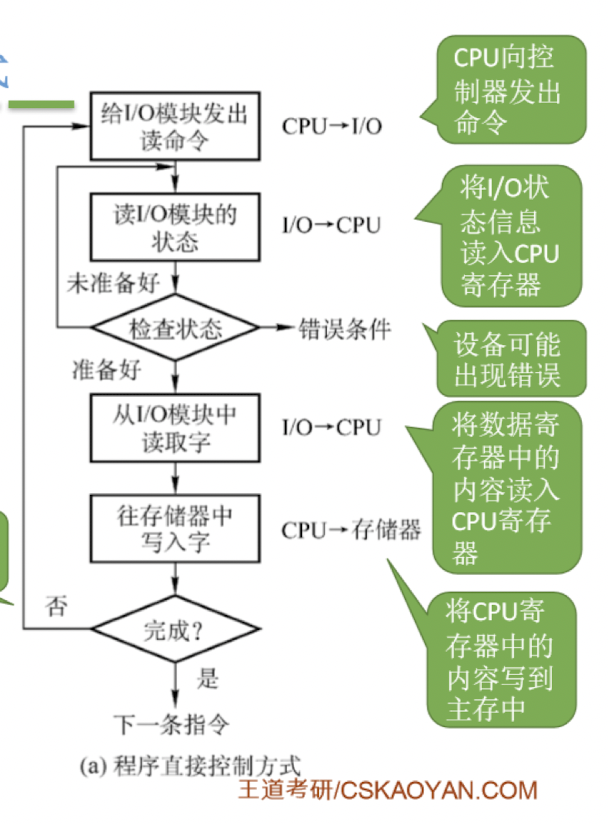 给I/O模块发出
读命令
CPU→I/O
CPU向控
制器发出
命令
读I/O模块的
状态
I/O→CPU
将I/O状
态信息
读入CPU
寄存器
未准备好
检查状态
错误条件
设备可能
出现错误
准备好
从I/O模块中
读取字
I/O→CPU
将数据寄
存器中的
内容读入
CPU寄存
器
往存储器中
写入字
CPU→存储器
将CPU寄
存器中的
内容写到
主存中
否
完成？
是
下一条指令
(a) 程序直接控制方式
王道考研/CSKAOYAN.COM